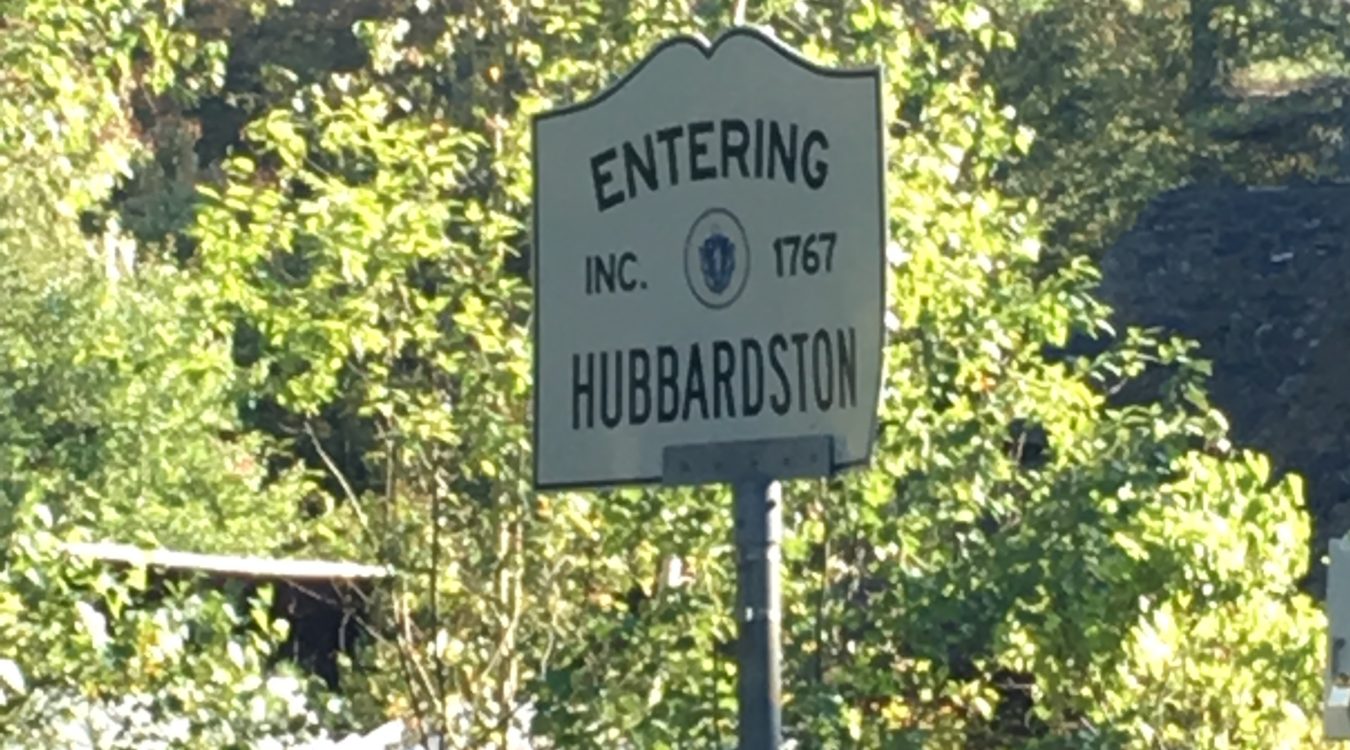 ENTERING
INC. 1767
HUBBARDSTON